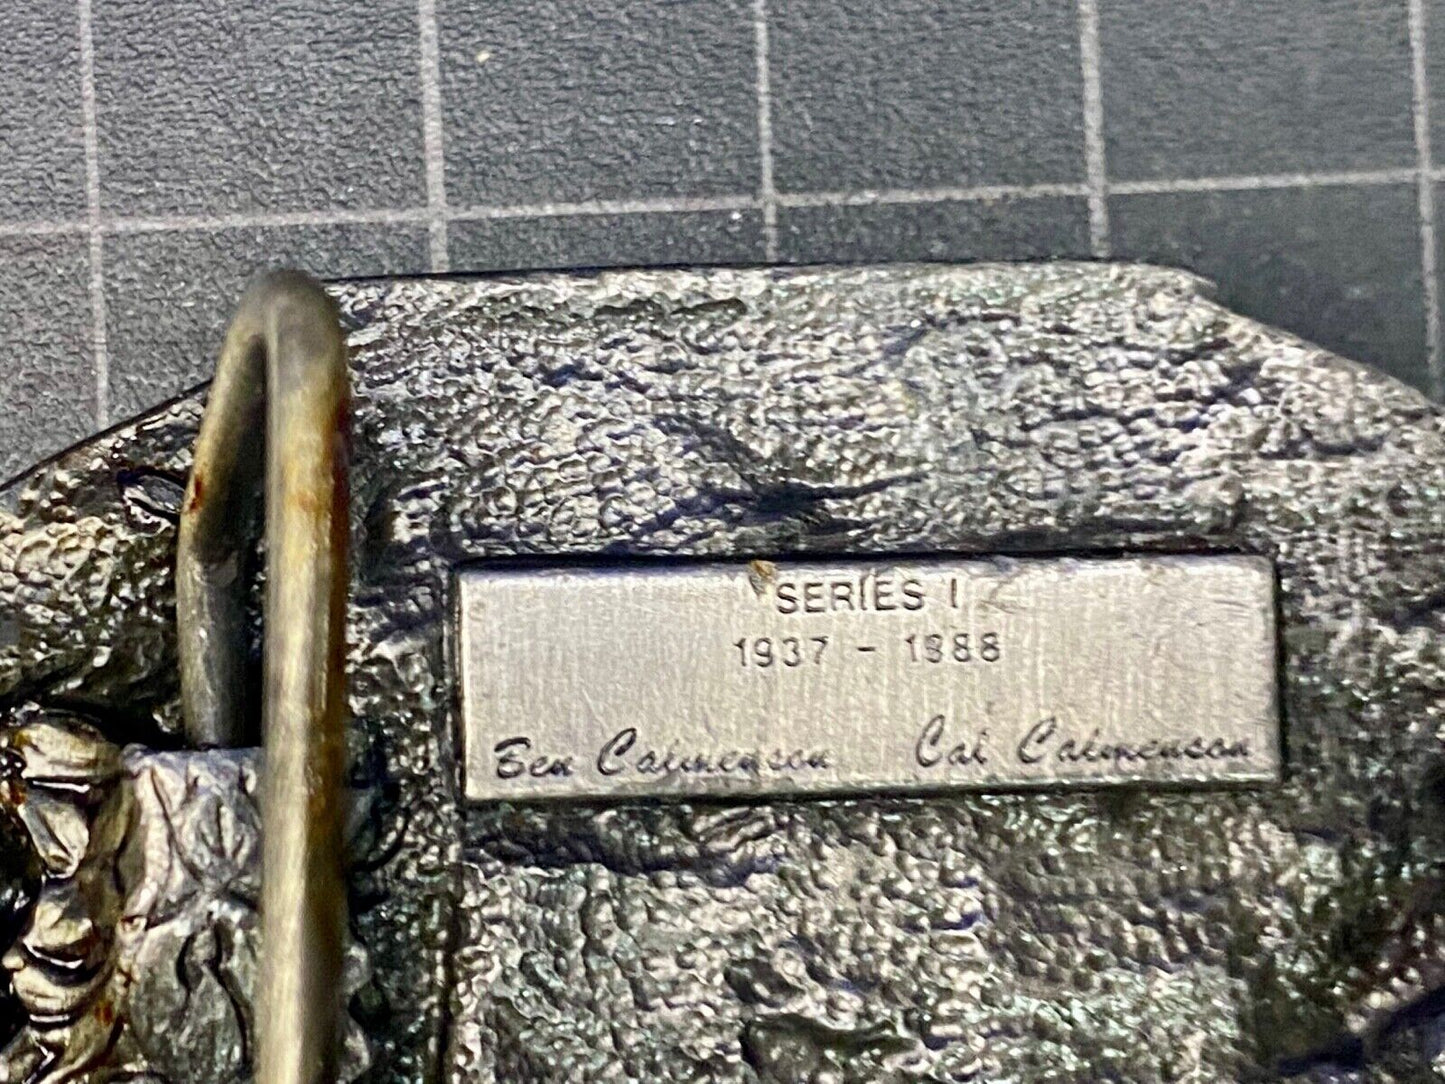 SERIES I
1937 - 1988
Ben Calmenson Cal Calmenson